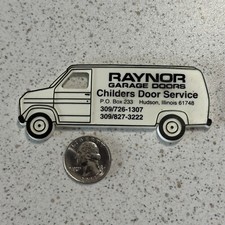 RAYNOR
GARAGE DOORS
Childers Door Service
P.O. Box 233 Hudson, Illinois 61748
309/726-1307
309/827-3222